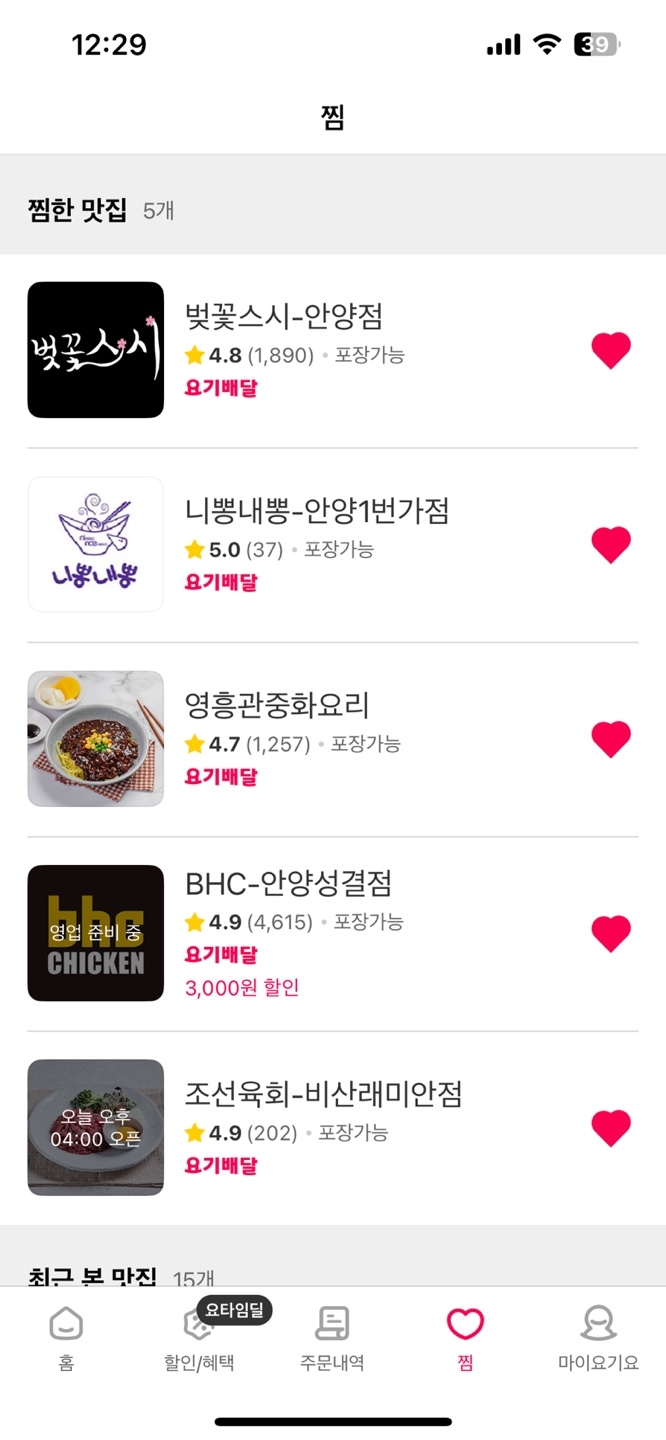 12:29
39
찜
찜한 맛집 5개
벚꽃스시
벚꽃스시-안양점
4.8 (1,890) • 포장가능
요기배달
니뽕내뽕
니뽕내뽕-안양1번가점
5.0 (37) • 포장가능
요기배달
영흥관중화요리
4.7 (1,257) • 포장가능
요기배달
bhc
영업 준비 중
CHICKEN
BHC-안양성결점
4.9 (4,615) • 포장가능
요기배달
3,000원 할인
오늘 오후
04:00 오픈
조선육회-비산래미안점
4.9 (202) • 포장가능
요기배달
최근 본 맛집 15개
요타임딜
홈 할인/혜택 주문내역 찜 마이요기요